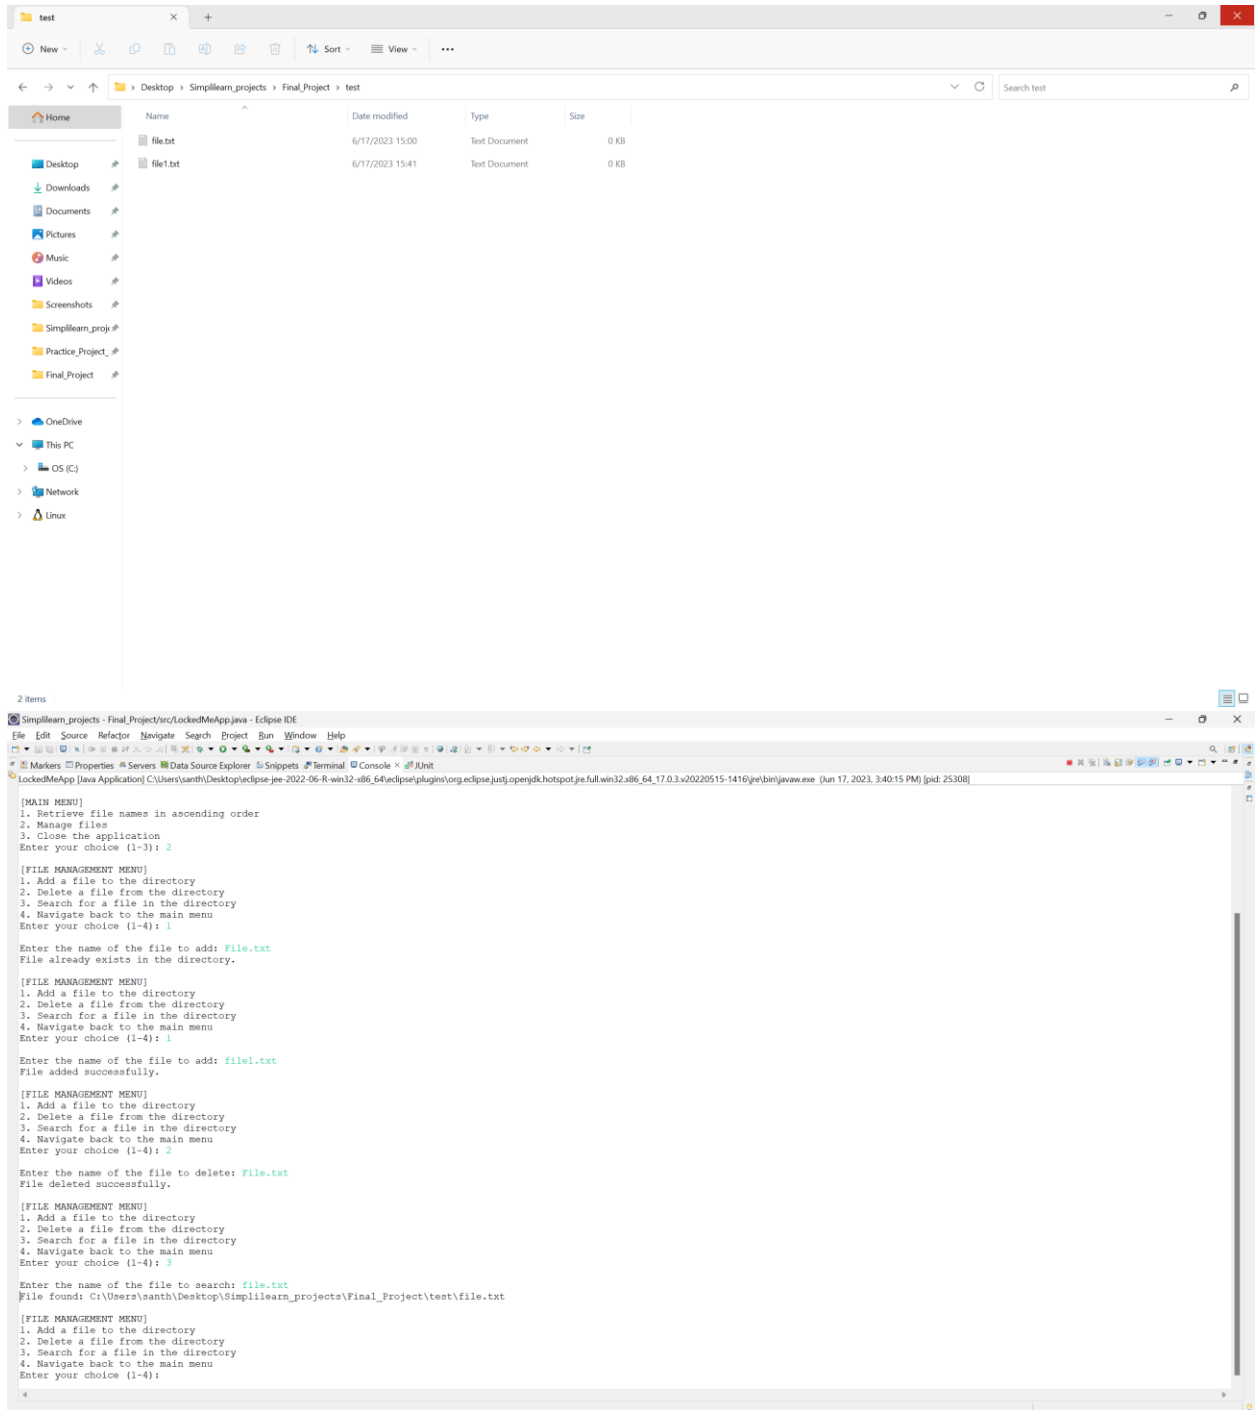 test
New
Sort
View
Desktop > Simplilearn_projects > Final_Project > test
Search test
Home
Name Date modified Type Size
file.txt 6/17/2023 15:00 Text Document 0 KB
file1.txt 6/17/2023 15:41 Text Document 0 KB
Desktop
Downloads
Documents
Pictures
Music
Videos
Screenshots
Simplilearn_proje
Practice_Project_
Final_Project
OneDrive
This PC
OS (C:)
Network
Linux
2 items
Simplilearn_projects - Final_Project/src/LockedMeApp.java - Eclipse IDE
File Edit Source Refactor Navigate Search Project Run Window Help
Markers Properties Servers Data Source Explorer Snippets Terminal Console JUnit
LockedMeApp [Java Application] C:\Users\santh\Desktop\eclipse-jee-2022-06-R-win32-x86_64\eclipse\plugins\org.eclipse.justj.openjdk.hotspot.jre.full.win32.x86_64_17.0.3.v20220515-1416\jre\bin\javaw.exe (Jun 17, 2023, 3:40:15 PM) [pid: 25308]
[MAIN MENU]
1. Retrieve file names in ascending order
2. Manage files
3. Close the application
Enter your choice (1-3): 2
[FILE MANAGEMENT MENU]
1. Add a file to the directory
2. Delete a file from the directory
3. Search for a file in the directory
4. Navigate back to the main menu
Enter your choice (1-4): 1
Enter the name of the file to add: File.txt
File already exists in the directory.
[FILE MANAGEMENT MENU]
1. Add a file to the directory
2. Delete a file from the directory
3. Search for a file in the directory
4. Navigate back to the main menu
Enter your choice (1-4): 1
Enter the name of the file to add: file1.txt
File added successfully.
[FILE MANAGEMENT MENU]
1. Add a file to the directory
2. Delete a file from the directory
3. Search for a file in the directory
4. Navigate back to the main menu
Enter your choice (1-4): 2
Enter the name of the file to delete: File.txt
File deleted successfully.
[FILE MANAGEMENT MENU]
1. Add a file to the directory
2. Delete a file from the directory
3. Search for a file in the directory
4. Navigate back to the main menu
Enter your choice (1-4): 3
Enter the name of the file to search: file.txt
File found: C:\Users\santh\Desktop\Simplilearn_projects\Final_Project\test\file.txt
[FILE MANAGEMENT MENU]
1. Add a file to the directory
2. Delete a file from the directory
3. Search for a file in the directory
4. Navigate back to the main menu
Enter your choice (1-4):